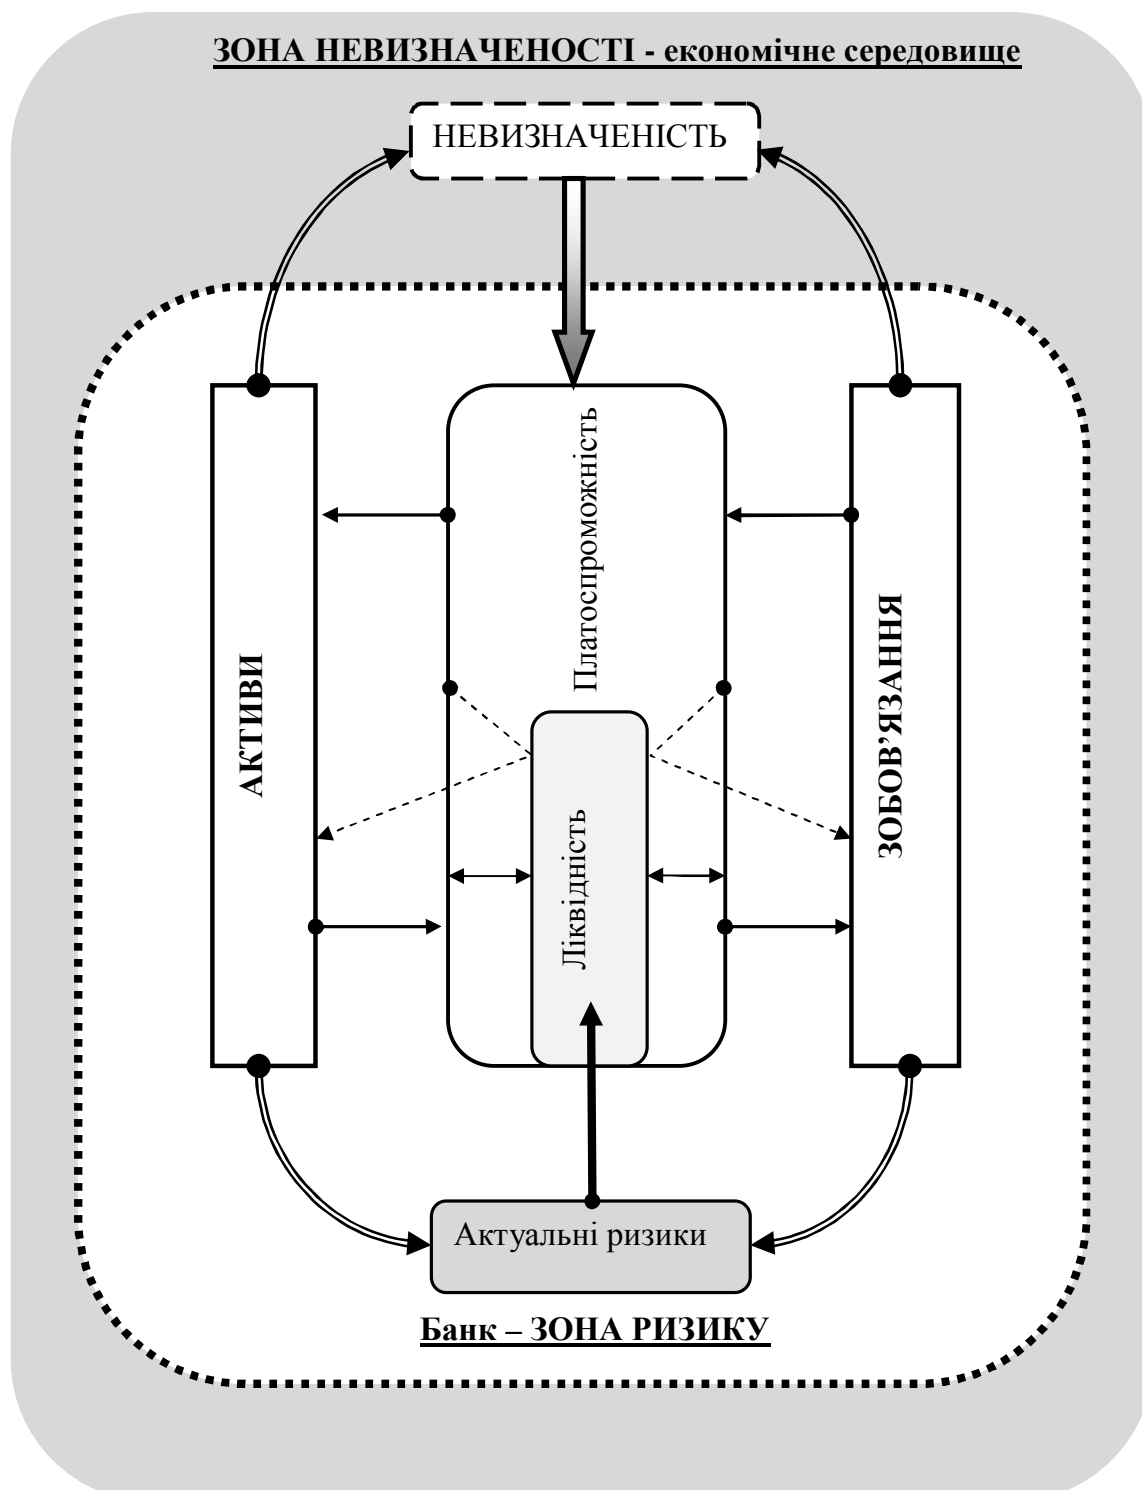 ЗОНА НЕВИЗНАЧЕНОСТІ - економічне середовище
НЕВИЗНАЧЕНІСТЬ
Платоспроможність
АКТИВИ
ЗОБОВ’ЯЗАННЯ
Ліквідність
Актуальні ризики
Банк – ЗОНА РИЗИКУ